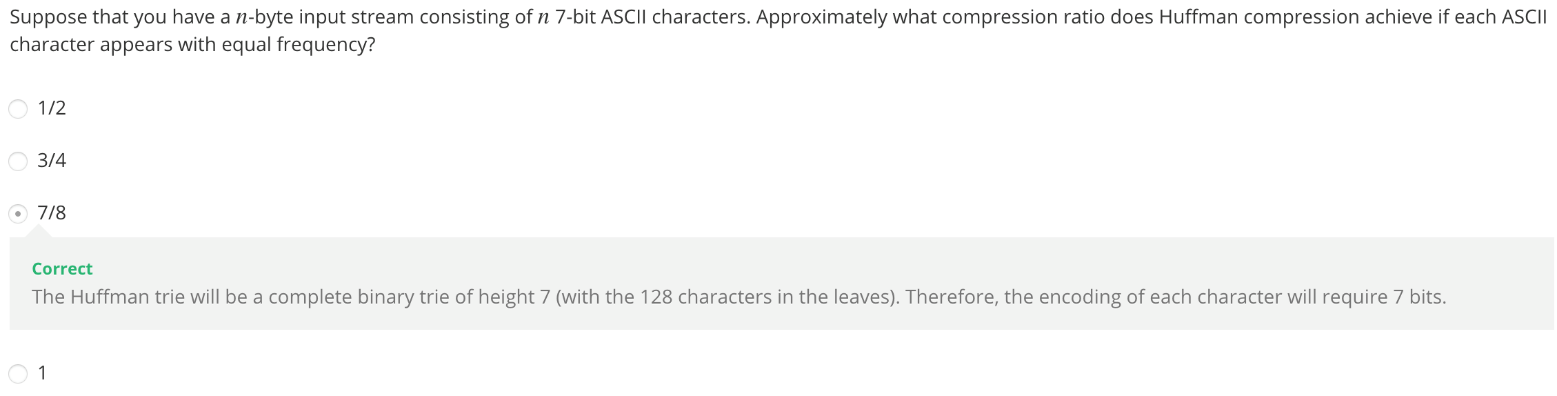 Suppose that you have a n-byte input stream consisting of n 7-bit ASCII characters. Approximately what compression ratio does Huffman compression achieve if each ASCII
character appears with equal frequency?
1/2
3/4
7/8
Correct
The Huffman trie will be a complete binary trie of height 7 (with the 128 characters in the leaves). Therefore, the encoding of each character will require 7 bits.
1